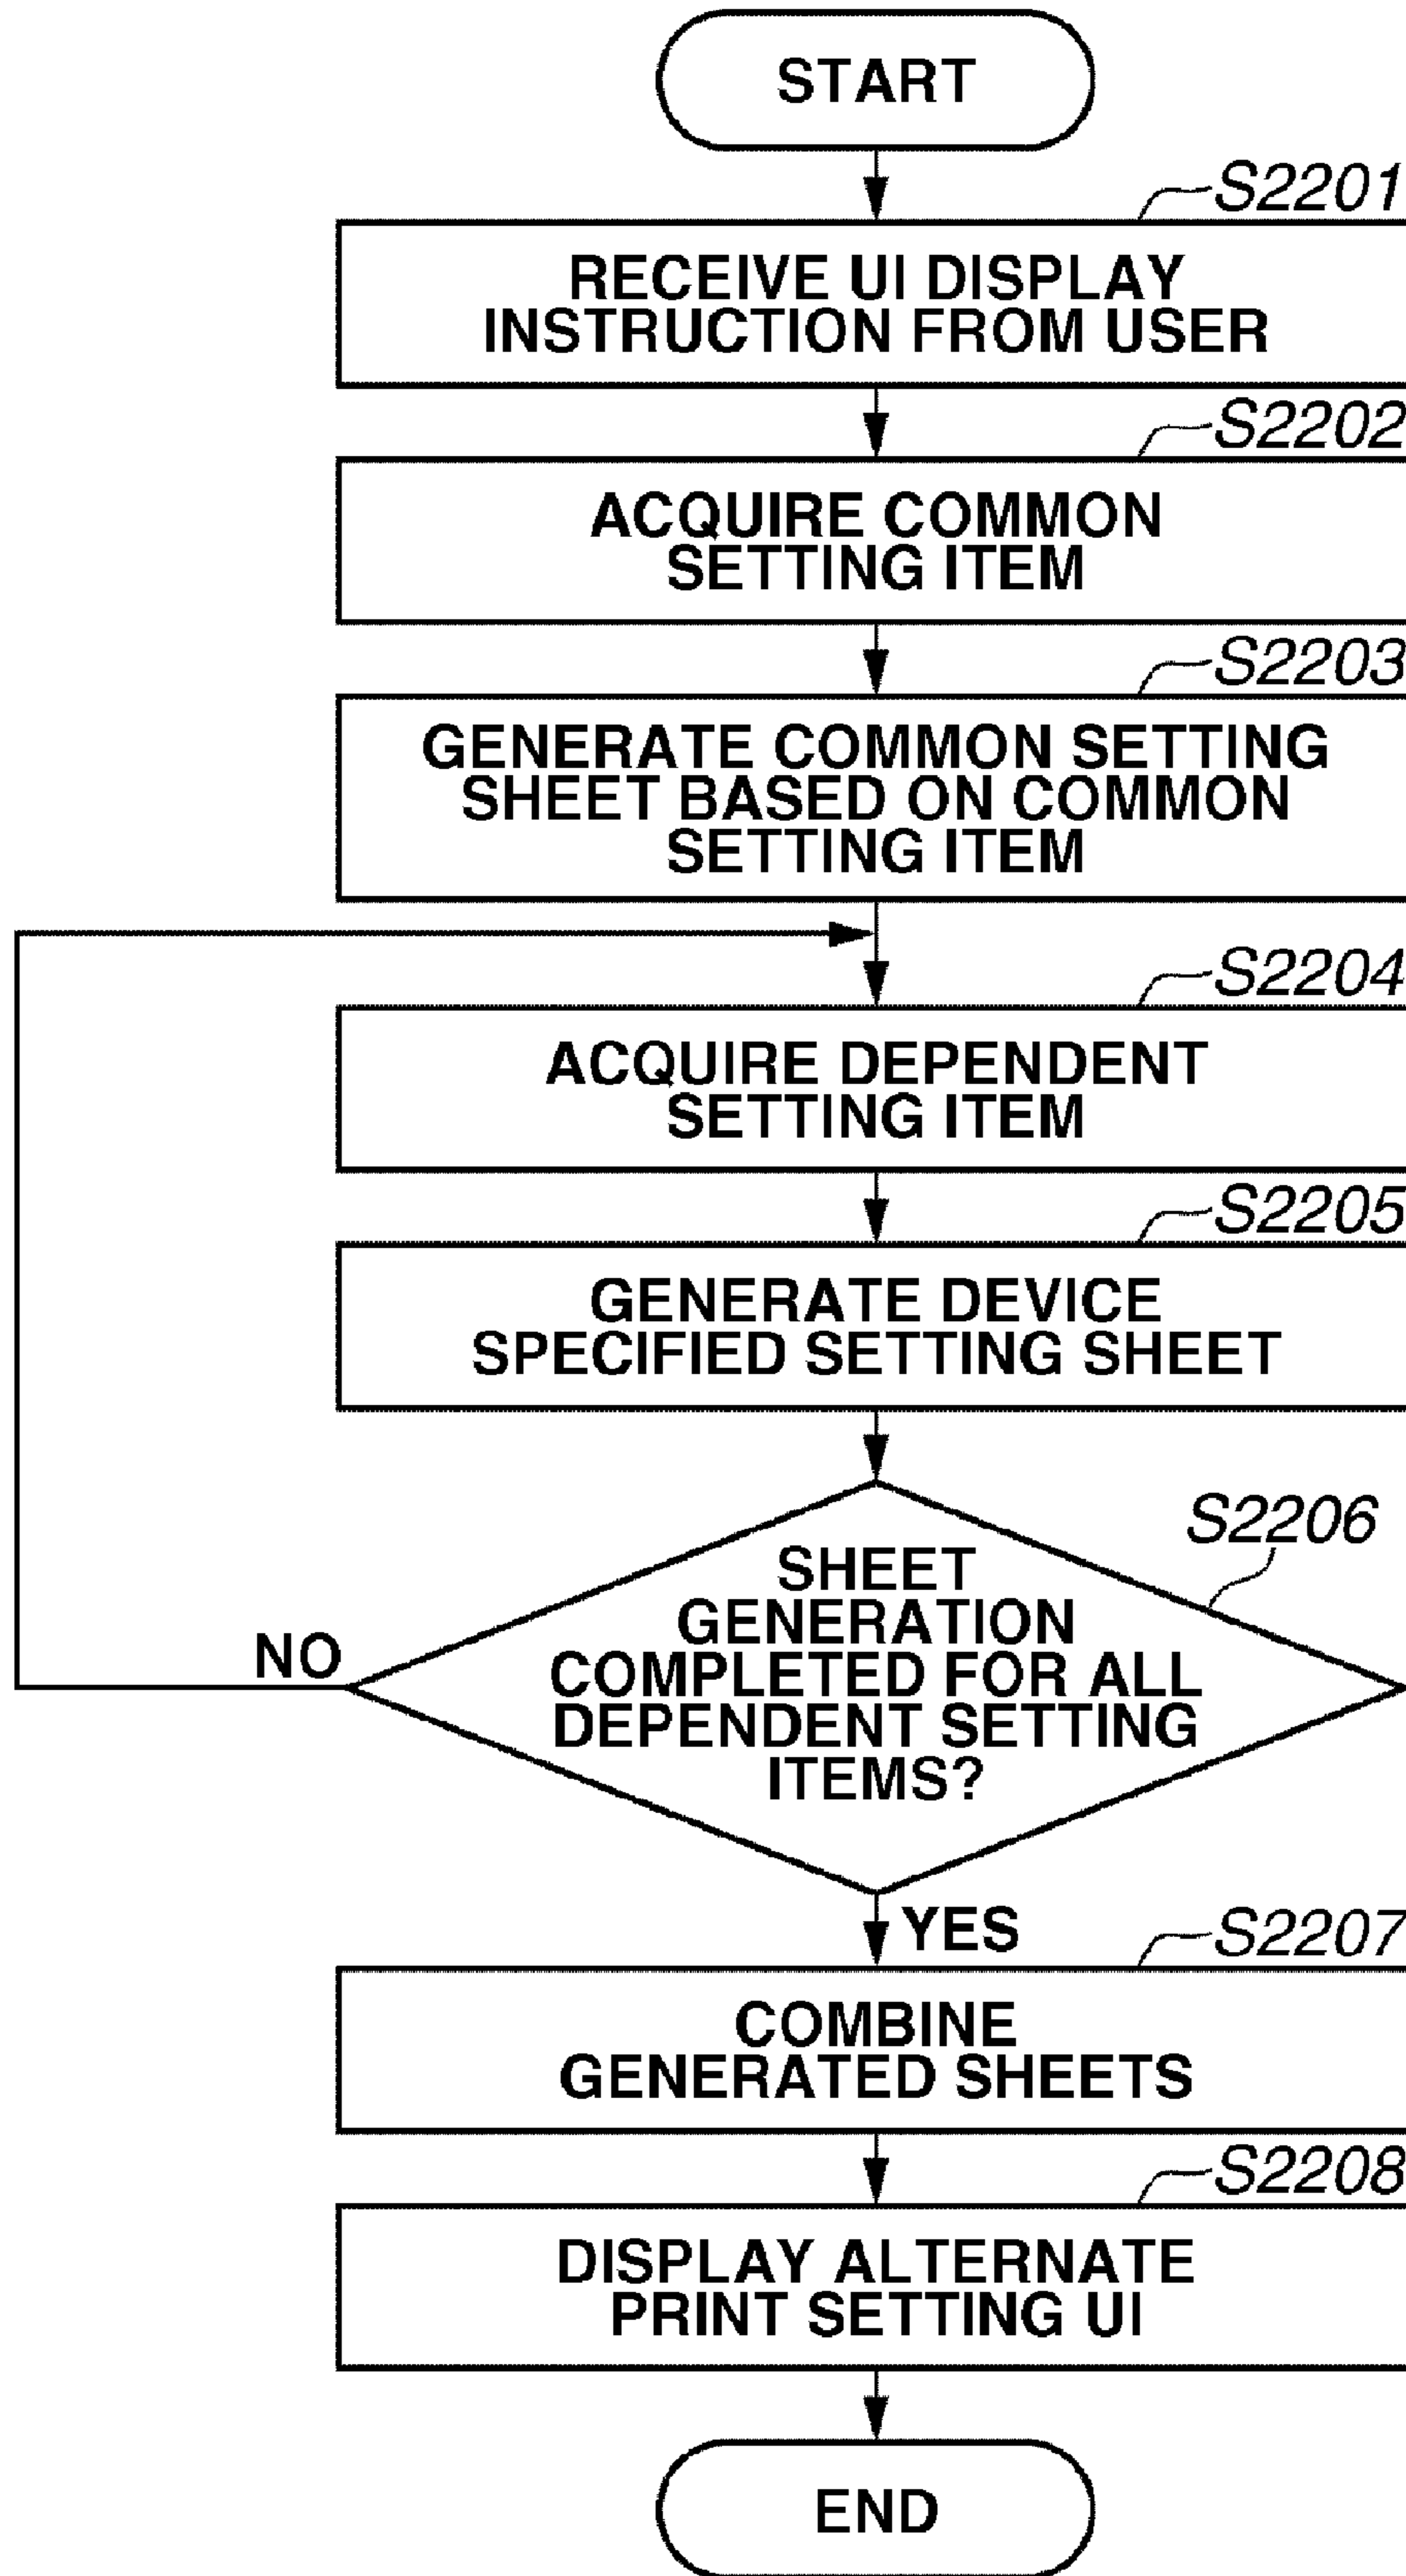 START
S2201
RECEIVE UI DISPLAY
INSTRUCTION FROM USER
S2202
ACQUIRE COMMON
SETTING ITEM
S2203
GENERATE COMMON SETTING
SHEET BASED ON COMMON
SETTING ITEM
S2204
ACQUIRE DEPENDENT
SETTING ITEM
S2205
GENERATE DEVICE
SPECIFIED SETTING SHEET
S2206
SHEET
GENERATION
COMPLETED FOR ALL
DEPENDENT SETTING
ITEMS?
NO
YES
S2207
COMBINE
GENERATED SHEETS
S2208
DISPLAY ALTERNATE
PRINT SETTING UI
END